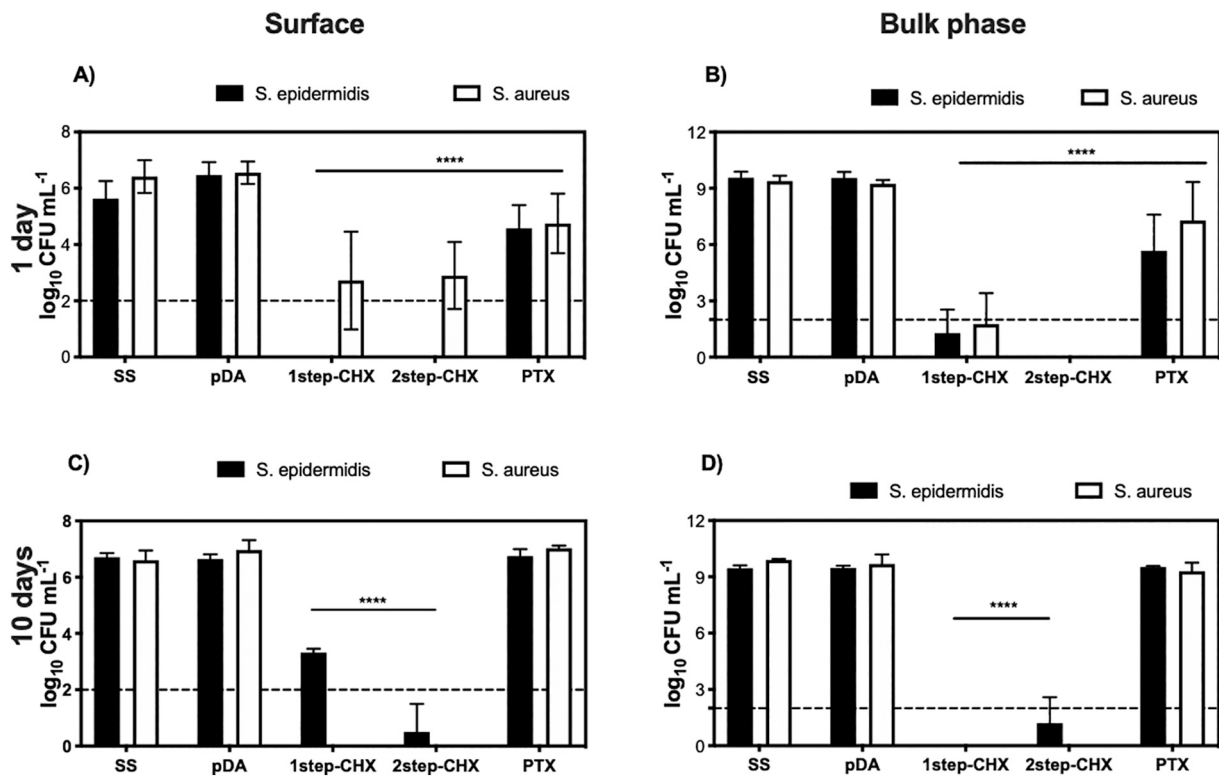 Surface
Bulk phase
A)
S. epidermidis S. aureus
8
6
4
2
0
1 day
log10 CFU mL-1
****
SS pDA 1step-CHX 2step-CHX PTX
B)
S. epidermidis S. aureus
12
9
6
3
0
log10 CFU mL-1
****
SS pDA 1step-CHX 2step-CHX PTX
C)
S. epidermidis S. aureus
8
6
4
2
0
10 days
log10 CFU mL-1
****
SS pDA 1step-CHX 2step-CHX PTX
D)
S. epidermidis S. aureus
12
9
6
3
0
log10 CFU mL-1
****
SS pDA 1step-CHX 2step-CHX PTX